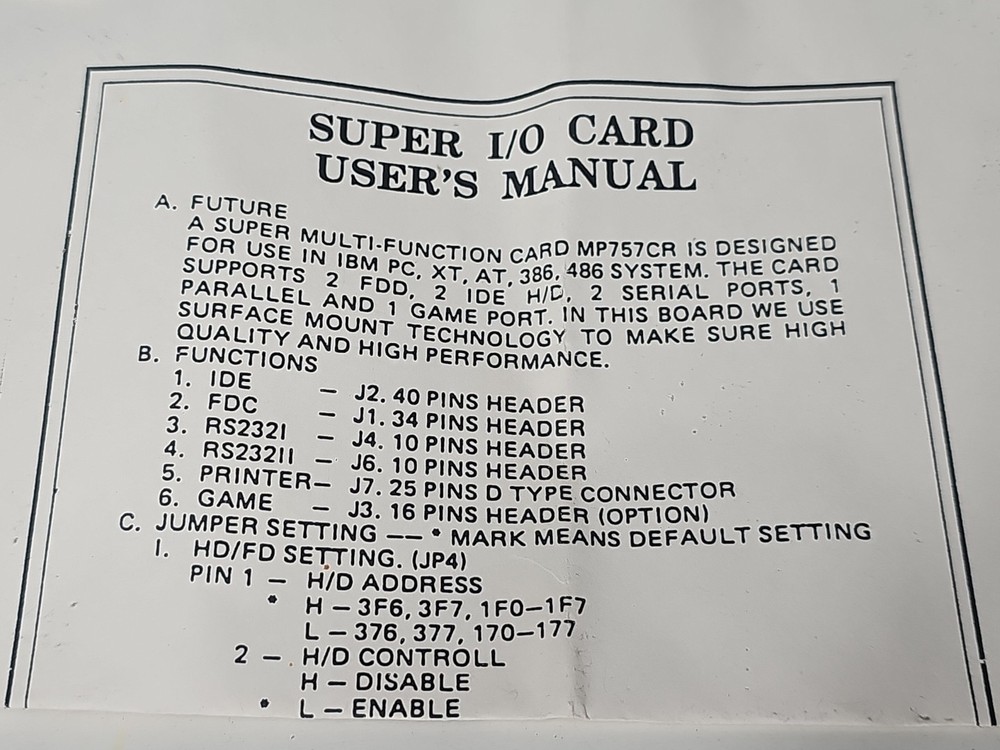 SUPER I/O CARD
USER'S MANUAL
A. FUTURE
A SUPER MULTI-FUNCTION CARD MP757CR IS DESIGNED
FOR USE IN IBM PC, XT, AT, 386, 486 SYSTEM. THE CARD
SUPPORTS 2 FDD, 2 IDE H/D, 2 SERIAL PORTS, 1
PARALLEL AND 1 GAME PORT. IN THIS BOARD WE USE
SURFACE MOUNT TECHNOLOGY TO MAKE SURE HIGH
QUALITY AND HIGH PERFORMANCE.
B. FUNCTIONS
1. IDE — J2. 40 PINS HEADER
2. FDC — J1. 34 PINS HEADER
3. RS232I — J4. 10 PINS HEADER
4. RS232II — J6. 10 PINS HEADER
5. PRINTER— J7. 25 PINS D TYPE CONNECTOR
6. GAME — J3. 16 PINS HEADER (OPTION)
C. JUMPER SETTING —— * MARK MEANS DEFAULT SETTING
I. HD/FD SETTING. (JP4)
PIN 1 — H/D ADDRESS
* H — 3F6, 3F7, 1F0—1F7
L — 376, 377, 170—177
2 — H/D CONTROLL
H — DISABLE
* L — ENABLE